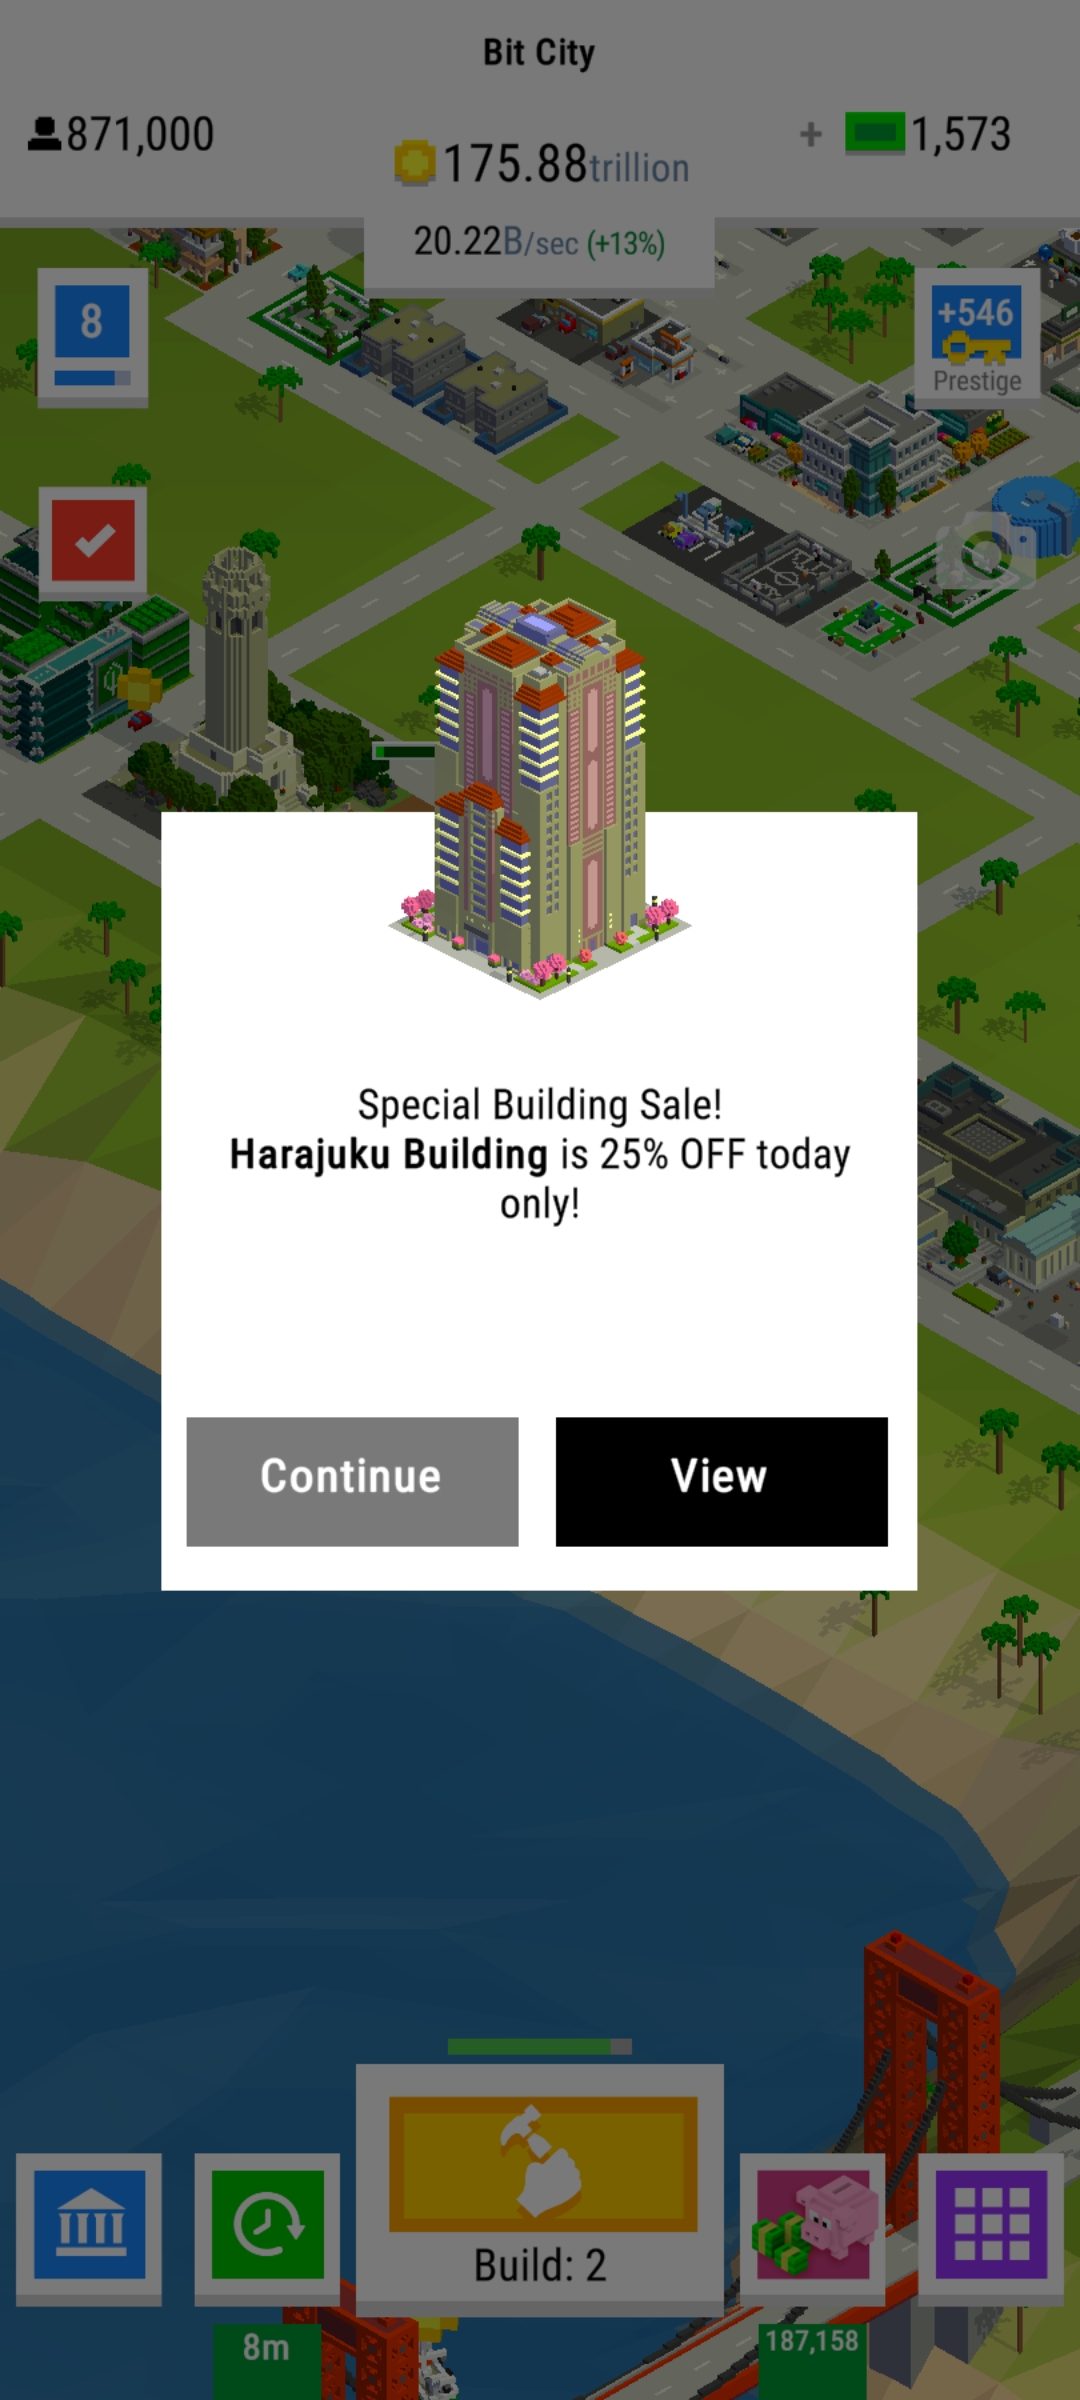 Bit City
871,000
175.88trillion
+ 1,573
20.22B/sec (+13%)
8
+546
Prestige
Special Building Sale!
Harajuku Building is 25% OFF today
only!
Continue
View
Build: 2
8m
187,158